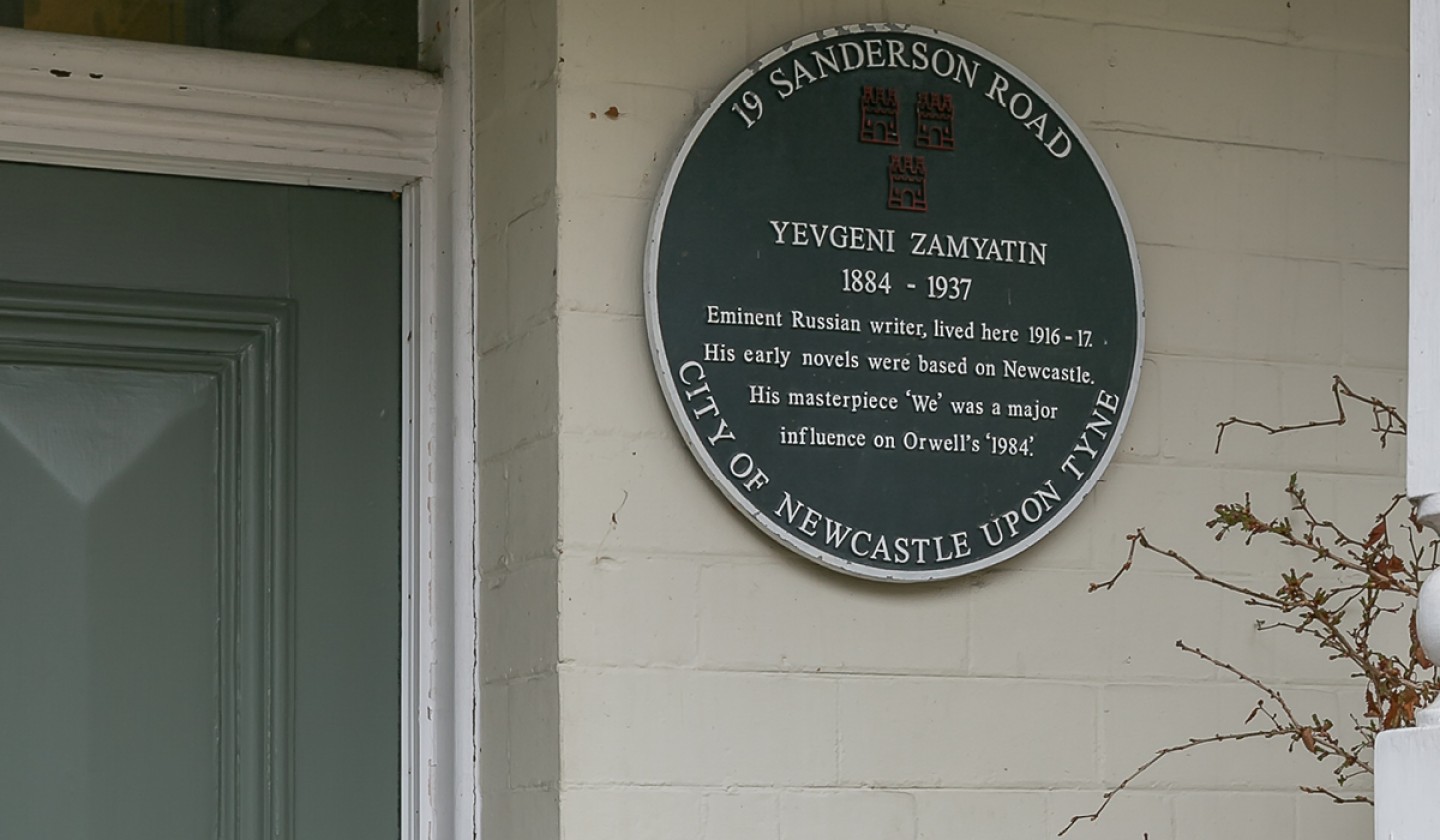 19 SANDERSON ROAD
YEVGENI ZAMYATIN
1884 - 1937
Eminent Russian writer, lived here 1916-17.
His early novels were based on Newcastle.
His masterpiece ‘We’ was a major
influence on Orwell’s ‘1984’.
CITY OF NEWCASTLE UPON TYNE